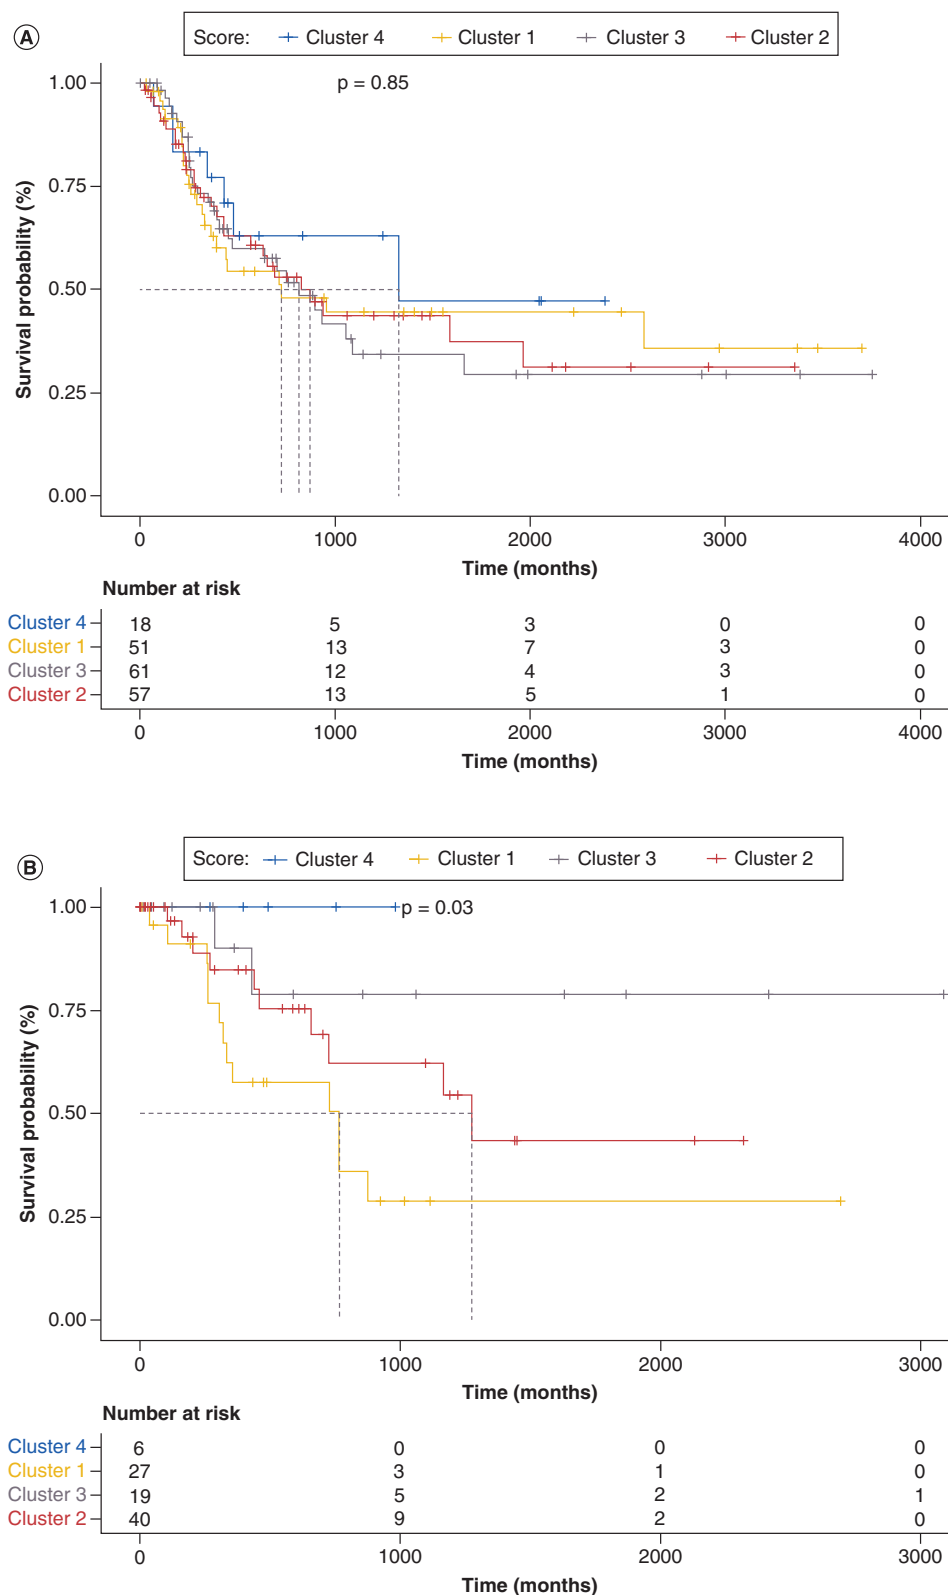 A
Score: Cluster 4 Cluster 1 Cluster 3 Cluster 2
p = 0.85
1.00
0.75
0.50
0.25
0.00
Survival probability (%)
0 1000 2000 3000 4000
Time (months)
Number at risk
Cluster 4 18 5 3 0 0
Cluster 1 51 13 7 3 0
Cluster 3 61 12 4 3 0
Cluster 2 57 13 5 1 0
0 1000 2000 3000 4000
Time (months)
B
Score: Cluster 4 Cluster 1 Cluster 3 Cluster 2
p = 0.03
1.00
0.75
0.50
0.25
0.00
Survival probability (%)
0 1000 2000 3000
Time (months)
Number at risk
Cluster 4 6 0 0 0
Cluster 1 27 3 1 0
Cluster 3 19 5 2 1
Cluster 2 40 9 2 0
0 1000 2000 3000
Time (months)